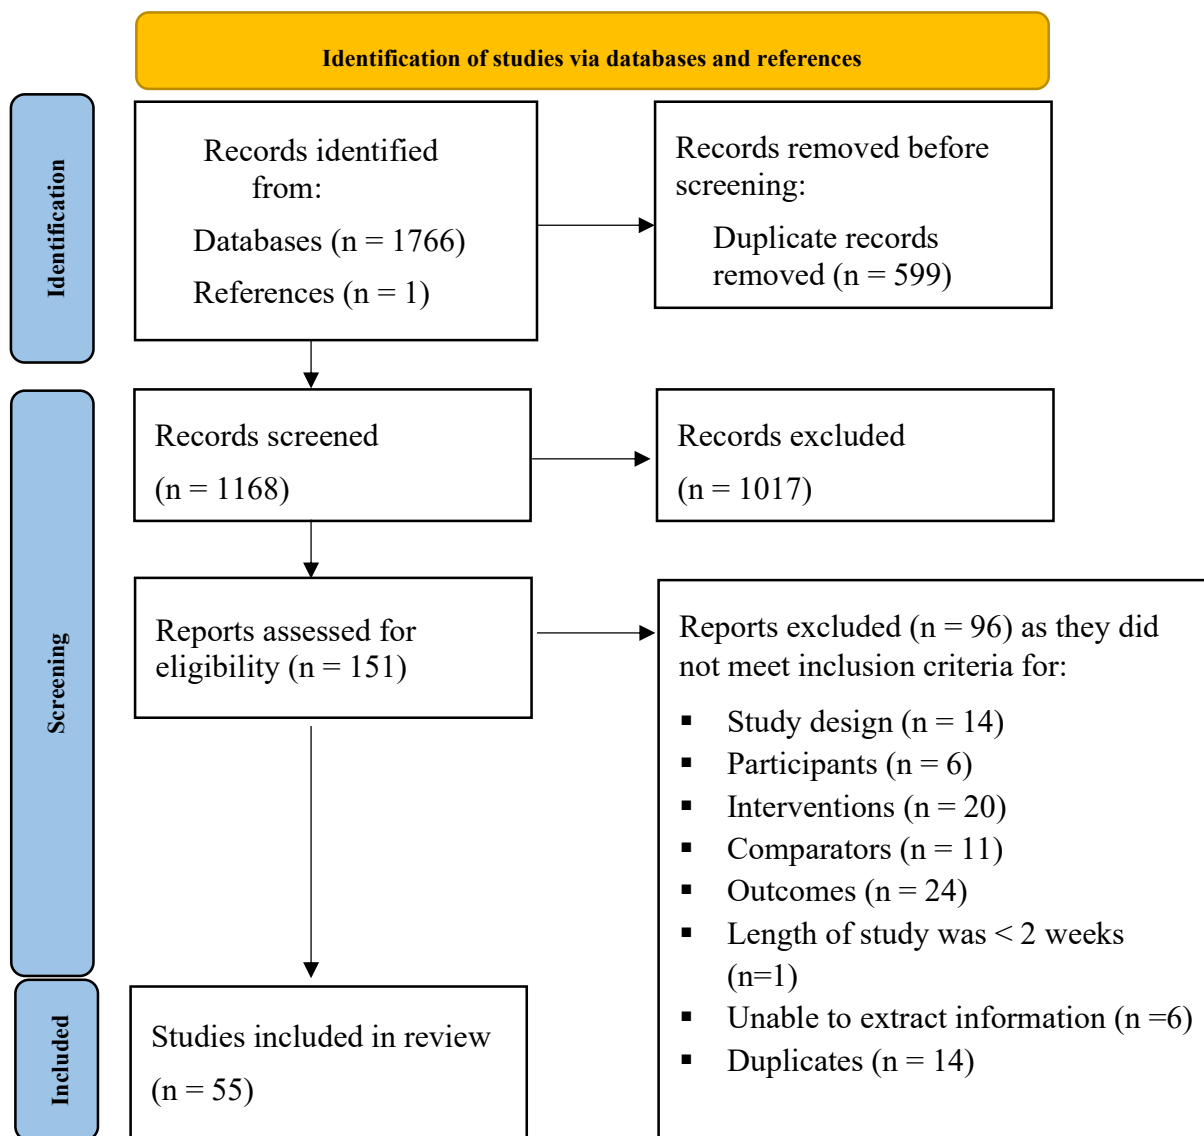 Identification of studies via databases and references
Identification
Records identified
from:
Databases (n = 1766)
References (n = 1)
Records removed before
screening:
Duplicate records
removed (n = 599)
Screening
Records screened
(n = 1168)
Records excluded
(n = 1017)
Reports assessed for
eligibility (n = 151)
Reports excluded (n = 96) as they did
not meet inclusion criteria for:
▪ Study design (n = 14)
▪ Participants (n = 6)
▪ Interventions (n = 20)
▪ Comparators (n = 11)
▪ Outcomes (n = 24)
▪ Length of study was < 2 weeks
(n=1)
▪ Unable to extract information (n =6)
▪ Duplicates (n = 14)
Included
Studies included in review
(n = 55)